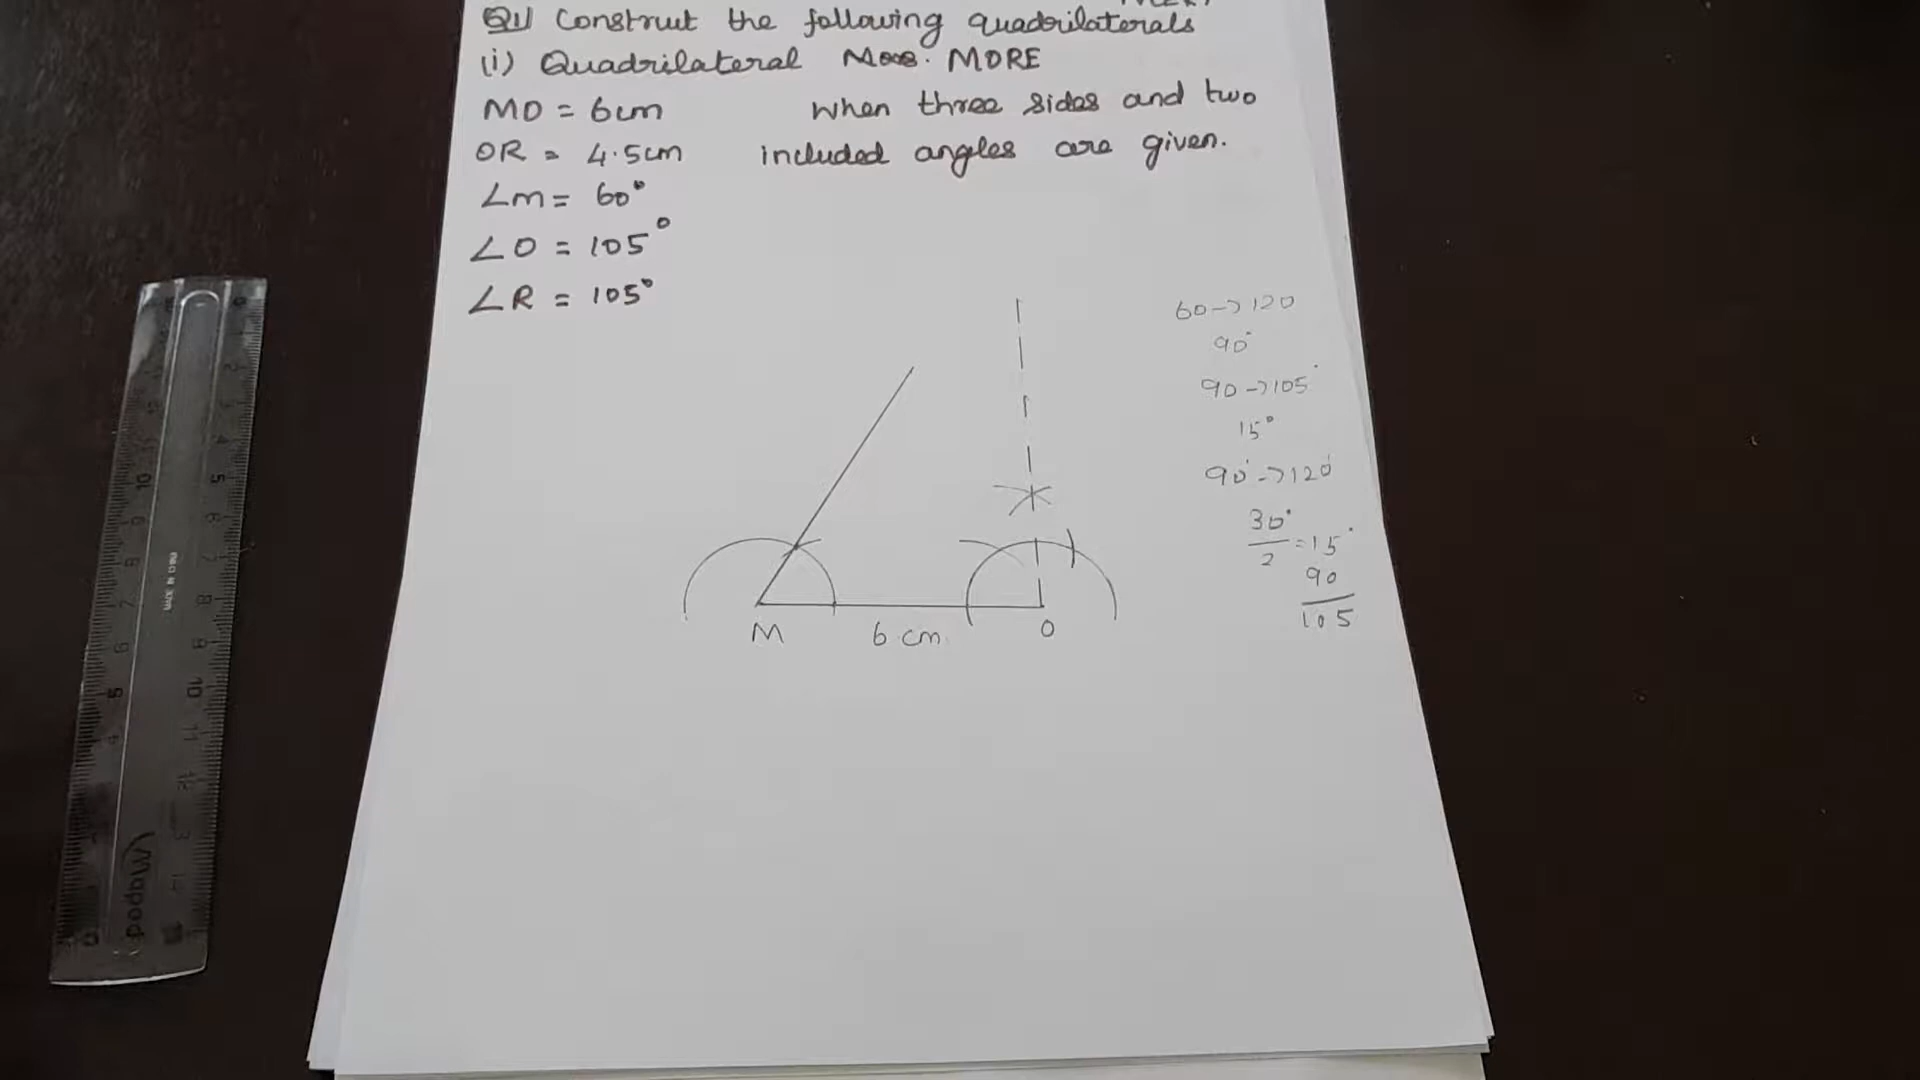 Q1) Construct the following quadrilaterals
(i) Quadrilateral MORE
MO = 6cm when three sides and two
OR = 4.5cm included angles are given.
∠M = 60°
∠O = 105°
∠R = 105°
60->120
90°
90->105°
15°
90°->120°
30°
2
=15°
90
105
M 6 cm. O
Mapod